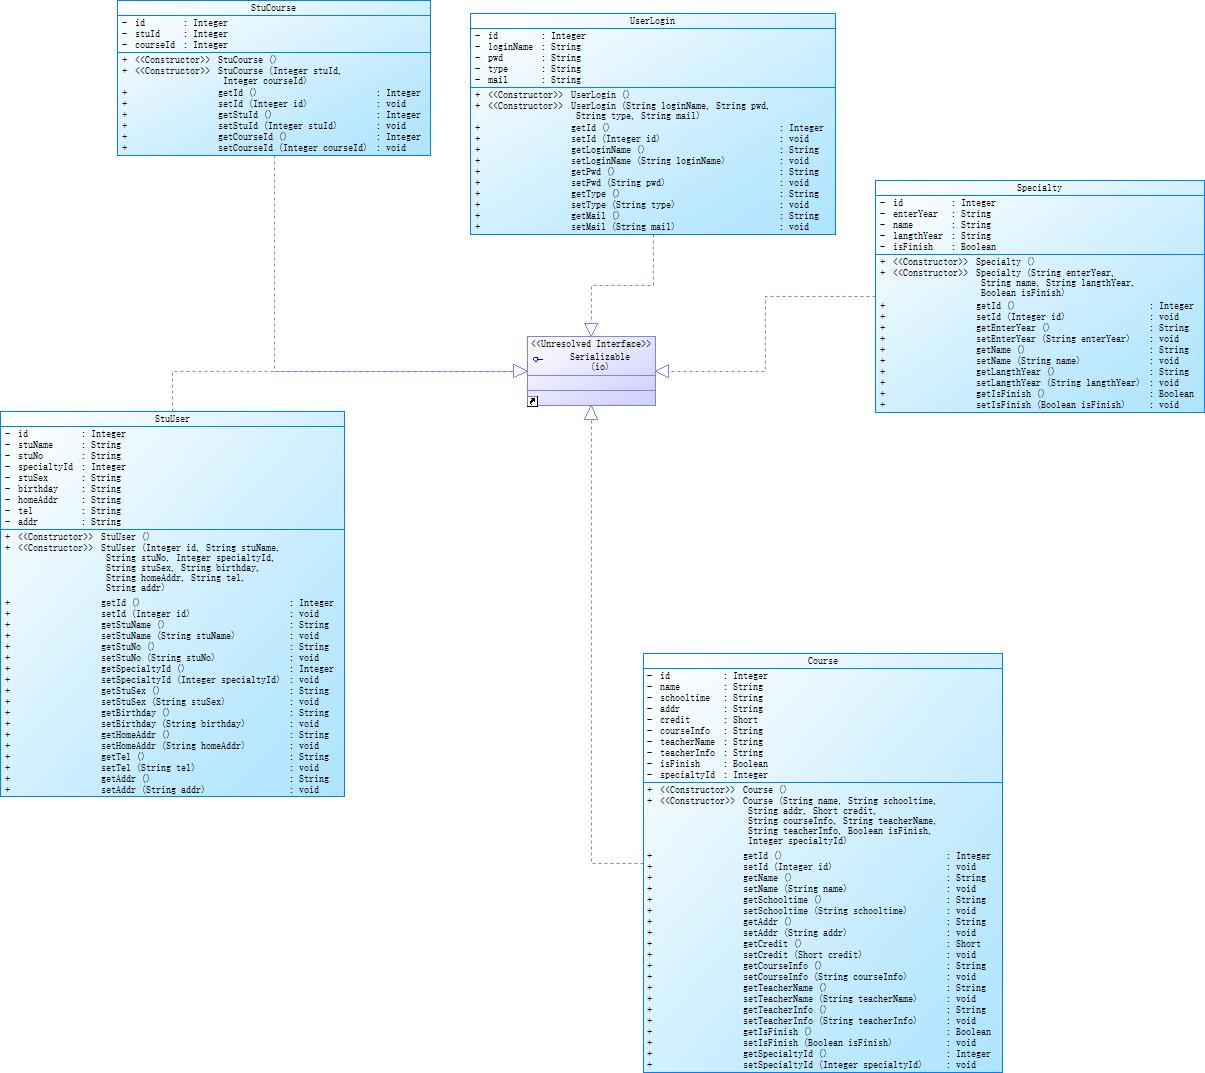 StuCourse
- id : Integer
- stuId : Integer
- courseId : Integer
+ <<Constructor>> StuCourse ()
+ <<Constructor>> StuCourse (Integer stuId,
Integer courseId)
+ getId () : Integer
+ setId (Integer id) : void
+ getStuId () : Integer
+ setStuId (Integer stuId) : void
+ getCourseId () : Integer
+ setCourseId (Integer courseId) : void
UserLogin
- id : Integer
- loginName : String
- pwd : String
- type : String
- mail : String
+ <<Constructor>> UserLogin ()
+ <<Constructor>> UserLogin (String loginName, String pwd,
String type, String mail)
+ getId () : Integer
+ setId (Integer id) : void
+ getLoginName () : String
+ setLoginName (String loginName) : void
+ getPwd () : String
+ setPwd (String pwd) : void
+ getType () : String
+ setType (String type) : void
+ getMail () : String
+ setMail (String mail) : void
Specialty
- id : Integer
- enterYear : String
- name : String
- langthYear : String
- isFinish : Boolean
+ <<Constructor>> Specialty ()
+ <<Constructor>> Specialty (String enterYear,
String name, String langthYear,
Boolean isFinish)
+ getId () : Integer
+ setId (Integer id) : void
+ getEnterYear () : String
+ setEnterYear (String enterYear) : void
+ getName () : String
+ setName (String name) : void
+ getLangthYear () : String
+ setLangthYear (String langthYear) : void
+ getIsFinish () : Boolean
+ setIsFinish (Boolean isFinish) : void
<<Unresolved Interface>>
Serializable
(io)
StuUser
- id : Integer
- stuName : String
- stuNo : String
- specialtyId : Integer
- stuSex : String
- birthday : String
- homeAddr : String
- tel : String
- addr : String
+ <<Constructor>> StuUser ()
+ <<Constructor>> StuUser (Integer id, String stuName,
String stuNo, Integer specialtyId,
String stuSex, String birthday,
String homeAddr, String tel,
String addr)
+ getId () : Integer
+ setId (Integer id) : void
+ getStuName () : String
+ setStuName (String stuName) : void
+ getStuNo () : String
+ setStuNo (String stuNo) : void
+ getSpecialtyId () : Integer
+ setSpecialtyId (Integer specialtyId) : void
+ getStuSex () : String
+ setStuSex (String stuSex) : void
+ getBirthday () : String
+ setBirthday (String birthday) : void
+ getHomeAddr () : String
+ setHomeAddr (String homeAddr) : void
+ getTel () : String
+ setTel (String tel) : void
+ getAddr () : String
+ setAddr (String addr) : void
Course
- id : Integer
- name : String
- schooltime : String
- addr : String
- credit : Short
- courseInfo : String
- teacherName : String
- teacherInfo : String
- isFinish : Boolean
- specialtyId : Integer
+ <<Constructor>> Course ()
+ <<Constructor>> Course (String name, String schooltime,
String addr, Short credit,
String courseInfo, String teacherName,
String teacherInfo, Boolean isFinish,
Integer specialtyId)
+ getId () : Integer
+ setId (Integer id) : void
+ getName () : String
+ setName (String name) : void
+ getSchooltime () : String
+ setSchooltime (String schooltime) : void
+ getAddr () : String
+ setAddr (String addr) : void
+ getCredit () : Short
+ setCredit (Short credit) : void
+ getCourseInfo () : String
+ setCourseInfo (String courseInfo) : void
+ getTeacherName () : String
+ setTeacherName (String teacherName) : void
+ getTeacherInfo () : String
+ setTeacherInfo (String teacherInfo) : void
+ getIsFinish () : Boolean
+ setIsFinish (Boolean isFinish) : void
+ getSpecialtyId () : Integer
+ setSpecialtyId (Integer specialtyId) : void